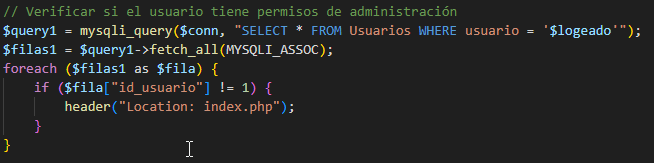 // Verificar si el usuario tiene permisos de administración
$query1 = mysqli_query($conn, "SELECT * FROM Usuarios WHERE usuario = '$logeado'");
$filas1 = $query1->fetch_all(MYSQLI_ASSOC);
foreach ($filas1 as $fila) {
    if ($fila["id_usuario"] != 1) {
        header("Location: index.php");
    }
}